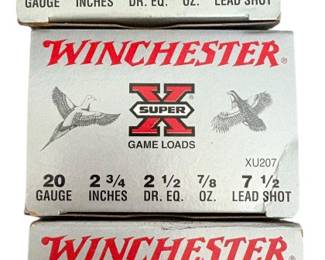 GAUGE INCHES DR. EQ. OZ. LEAD SHOT
WINCHESTER®
SUPER X®
GAME LOADS
XU207
20 2 3/4 2 1/2 7/8 7 1/2
GAUGE INCHES DR. EQ. OZ. LEAD SHOT
WINCHESTER®